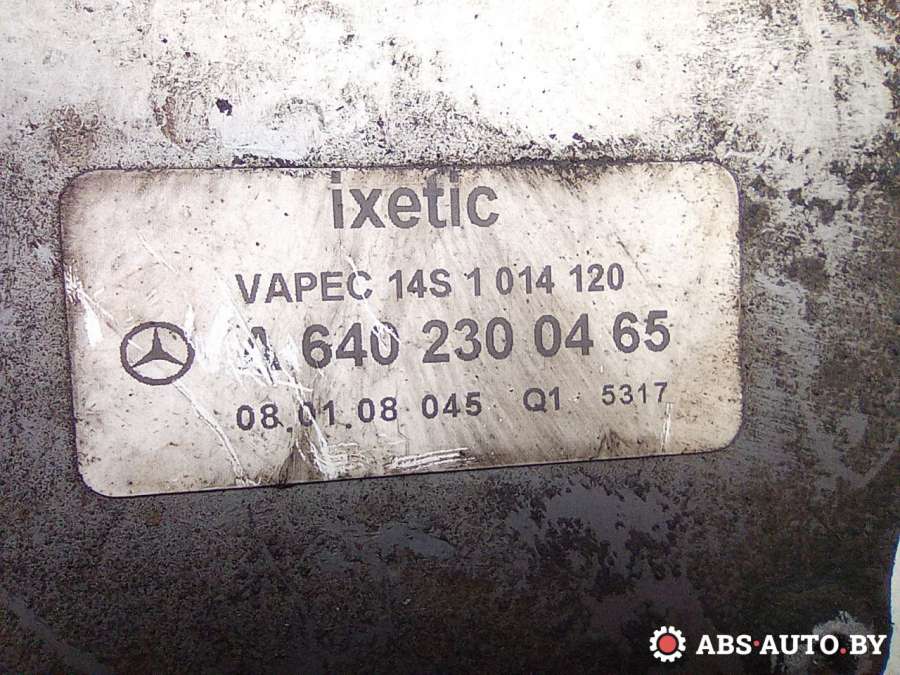 ixetic
VAPEC 14S 1 014 120
A 640 230 04 65
08.01.08 045 Q1 5317
ABS-AUTO.BY